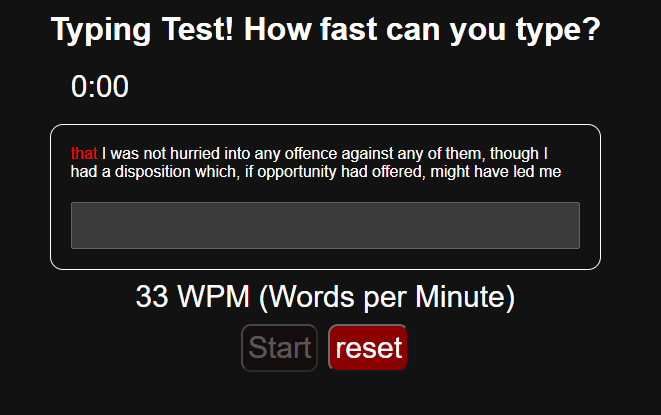 Typing Test! How fast can you type?
0:00
that I was not hurried into any offence against any of them, though I
had a disposition which, if opportunity had offered, might have led me
33 WPM (Words per Minute)
Start reset